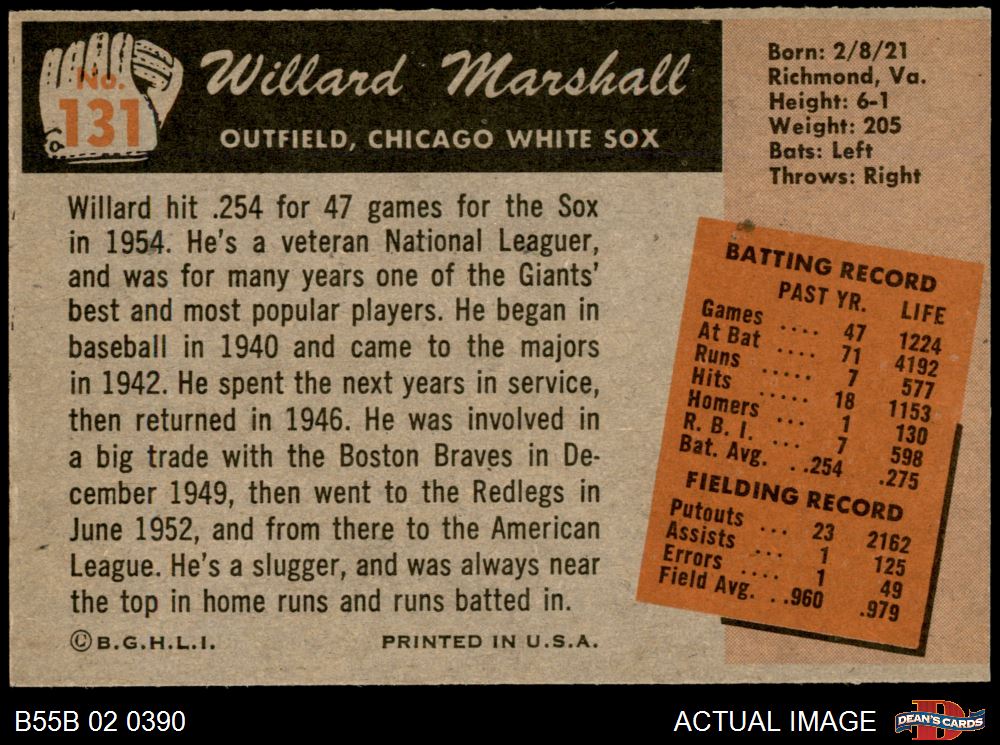 No.
131
Willard Marshall
OUTFIELD, CHICAGO WHITE SOX
Born: 2/8/21
Richmond, Va.
Height: 6-1
Weight: 205
Bats: Left
Throws: Right
Willard hit .254 for 47 games for the Sox
in 1954. He's a veteran National Leaguer,
and was for many years one of the Giants'
best and most popular players. He began in
baseball in 1940 and came to the majors
in 1942. He spent the next years in service,
then returned in 1946. He was involved in
a big trade with the Boston Braves in De-
cember 1949, then went to the Redlegs in
June 1952, and from there to the American
League. He's a slugger, and was always near
the top in home runs and runs batted in.
© B.G.H.L.I. PRINTED IN U.S.A.
BATTING RECORD
PAST YR. LIFE
Games .... 47 1224
At Bat .... 71 4192
Runs ..... 7 577
Hits ..... 18 1153
Homers ... 1 130
R. B. I. ... 7 598
Bat. Avg. . .254 .275
FIELDING RECORD
Putouts ... 23 2162
Assists ... 1 125
Errors .... 1 49
Field Avg. . .960 .979
B55B 02 0390
ACTUAL IMAGE
DEAN'S CARDS